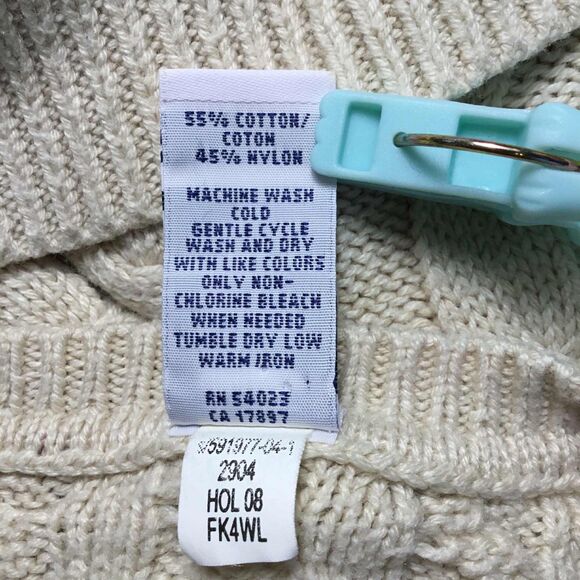 55% COTTON/
COTON
45% NYLON
MACHINE WASH
COLD
GENTLE CYCLE
WASH AND DRY
WITH LIKE COLORS
ONLY NON-
CHLORINE BLEACH
WHEN NEEDED
TUMBLE DRY LOW
WARM IRON
RN 54023
CA 17897
2904
HOL 08
FK4WL